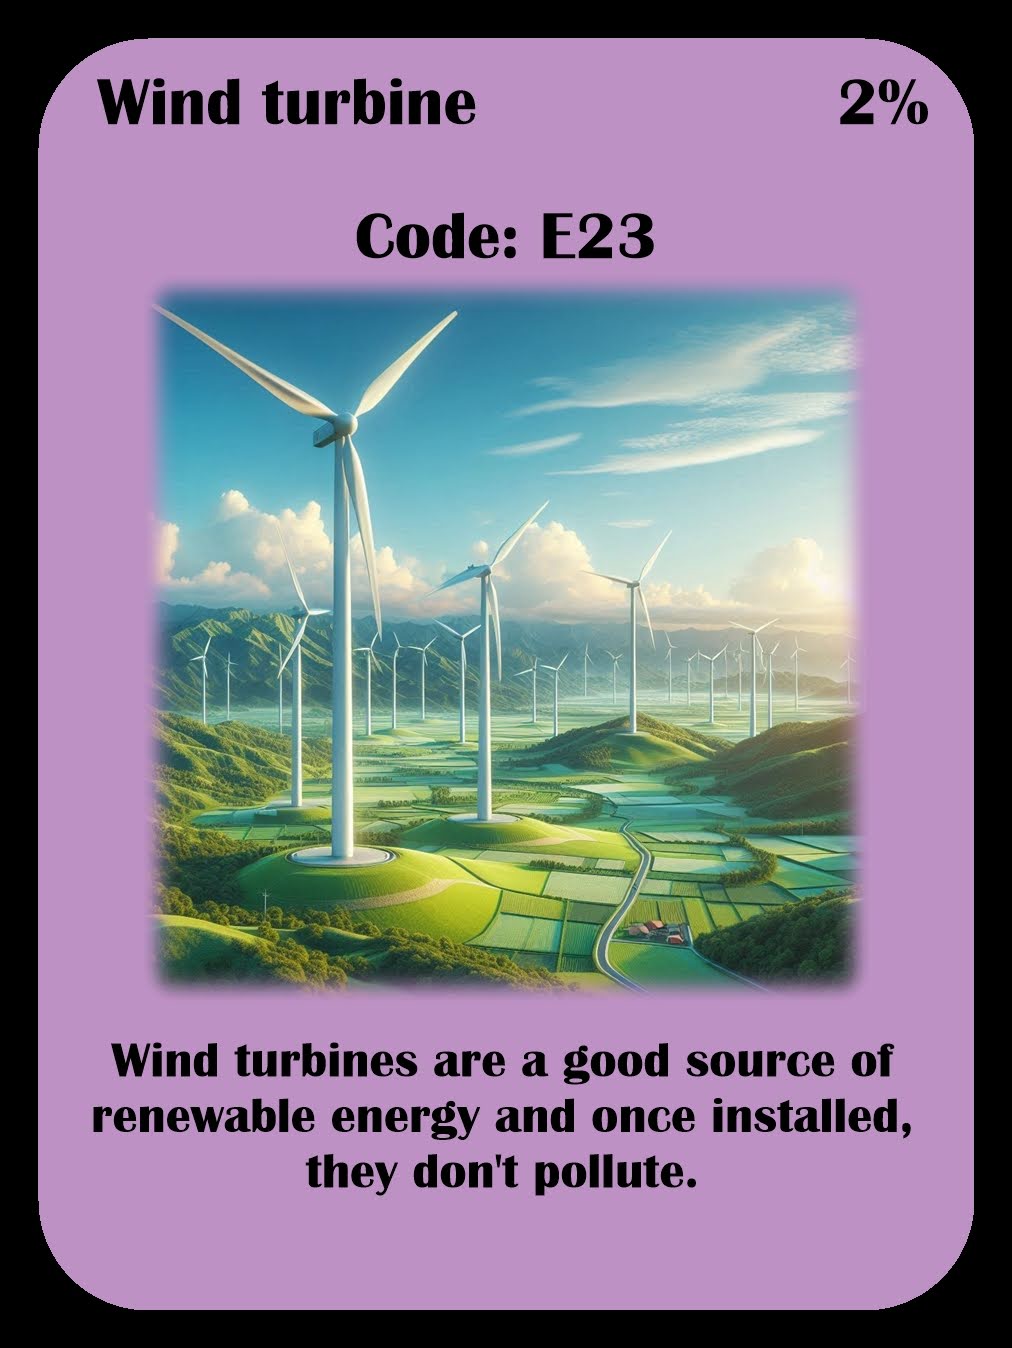 Wind turbine 2%
Code: E23
Wind turbines are a good source of
renewable energy and once installed,
they don't pollute.